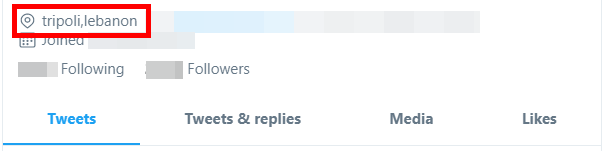 tripoli,lebanon
Joined
Following Followers
Tweets Tweets & replies Media Likes